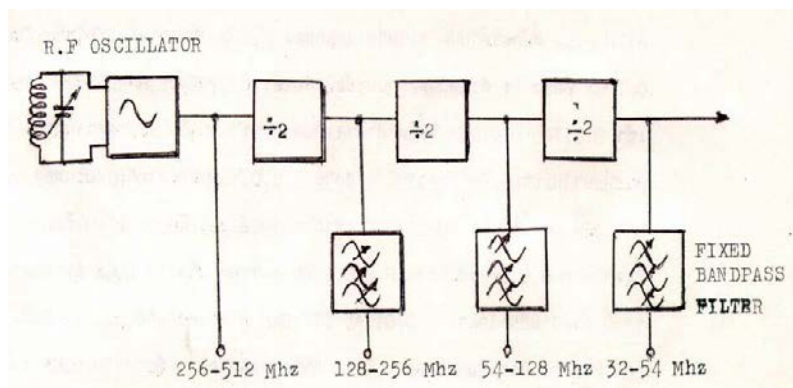 R.F OSCILLATOR
÷2
÷2
÷2
FIXED
BANDPASS
FILTER
256-512 Mhz
128-256 Mhz
54-128 Mhz
32-54 Mhz